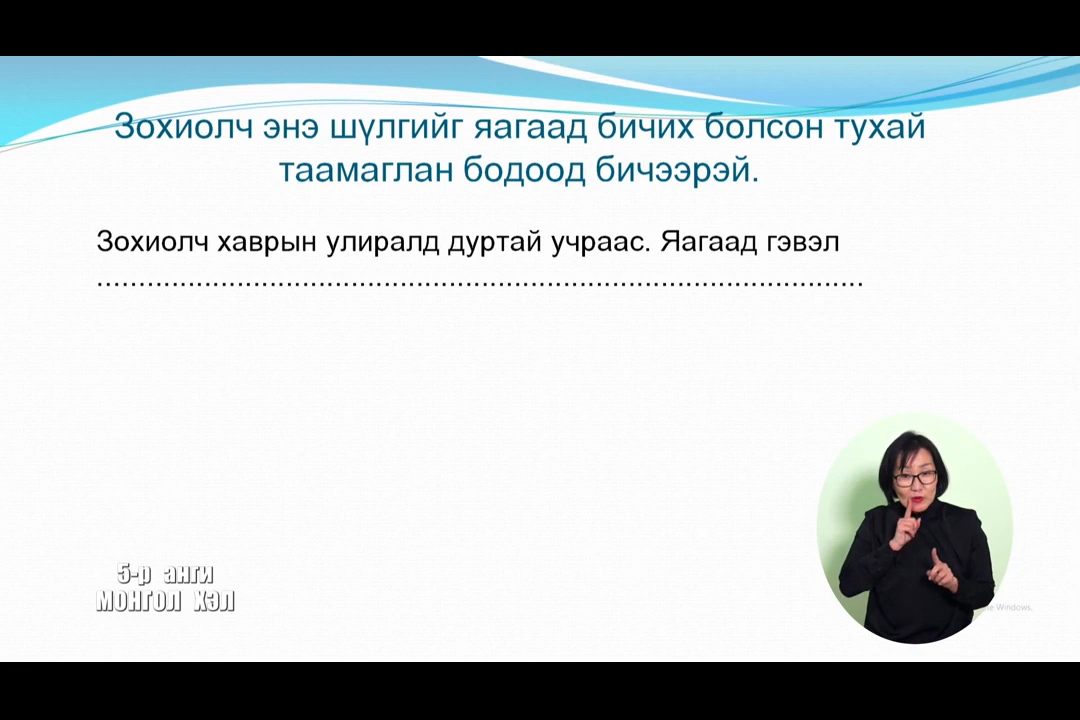 Зохиолч энэ шүлгийг яагаад бичих болсон тухай
таамаглан бодоод бичээрэй.
Зохиолч хаврын улиралд дуртай учраас. Яагаад гэвэл
....................................................................................
5-р анги
МОНГОЛ ХЭЛ
Windows.